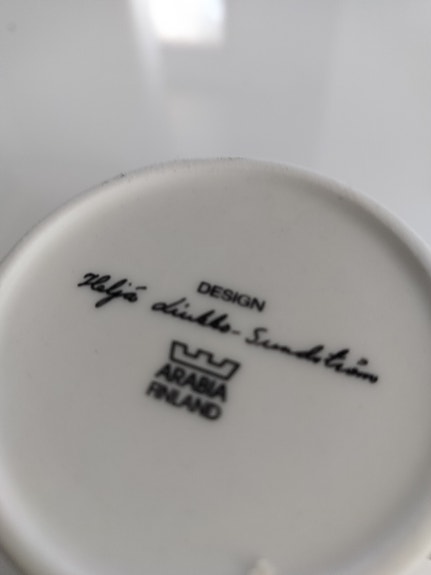 DESIGN
Heljä Liukko-Sundström
ARABIA
FINLAND